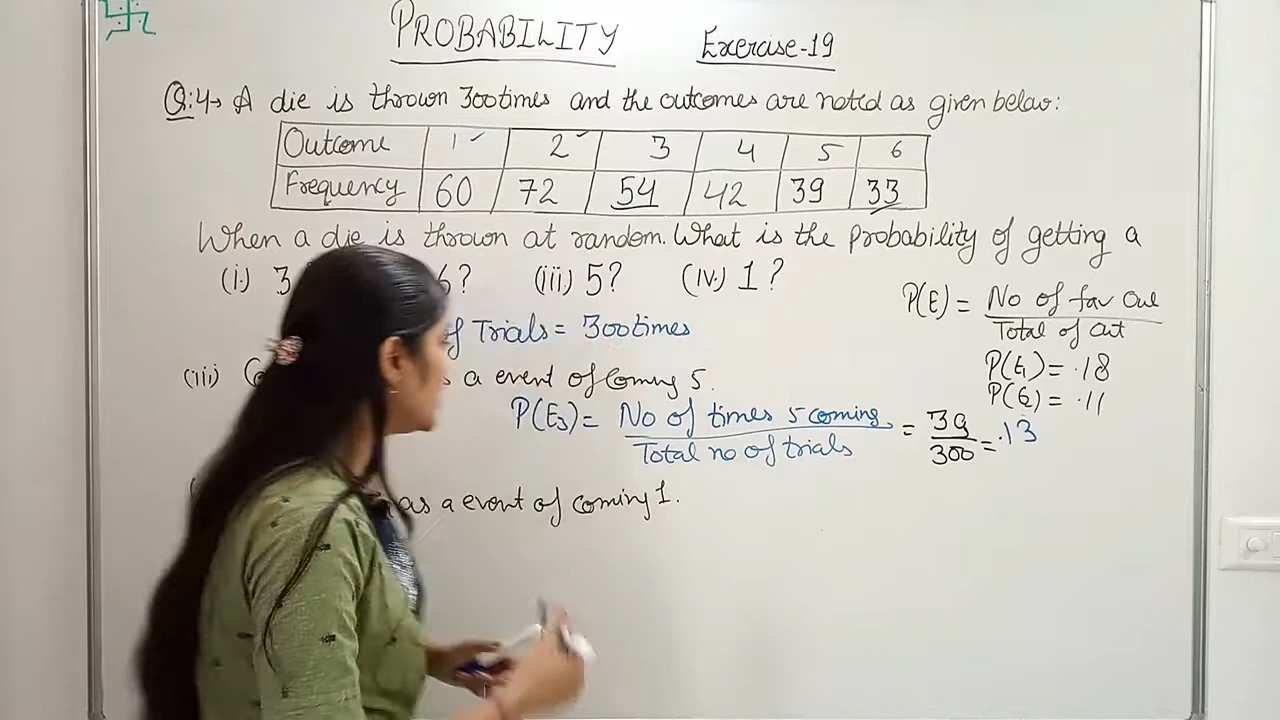 PROBABILITY Exercise-19
Q:4→ A die is thrown 300times and the outcomes are noted as given below:
Outcome 1 2 3 4 5 6
Frequency 60 72 54 42 39 33
When a die is thrown at random. What is the probability of getting a
(i) 3 6? (iii) 5? (iv) 1?
P(E) = No of fav out
Total of out
of Trials = 300times
P(E1) = .18
(iii) as a event of Coming 5.
P(E2) = .11
P(E3) = No of times 5 coming = 39 = .13
Total no of trials 300
as a event of coming 1.